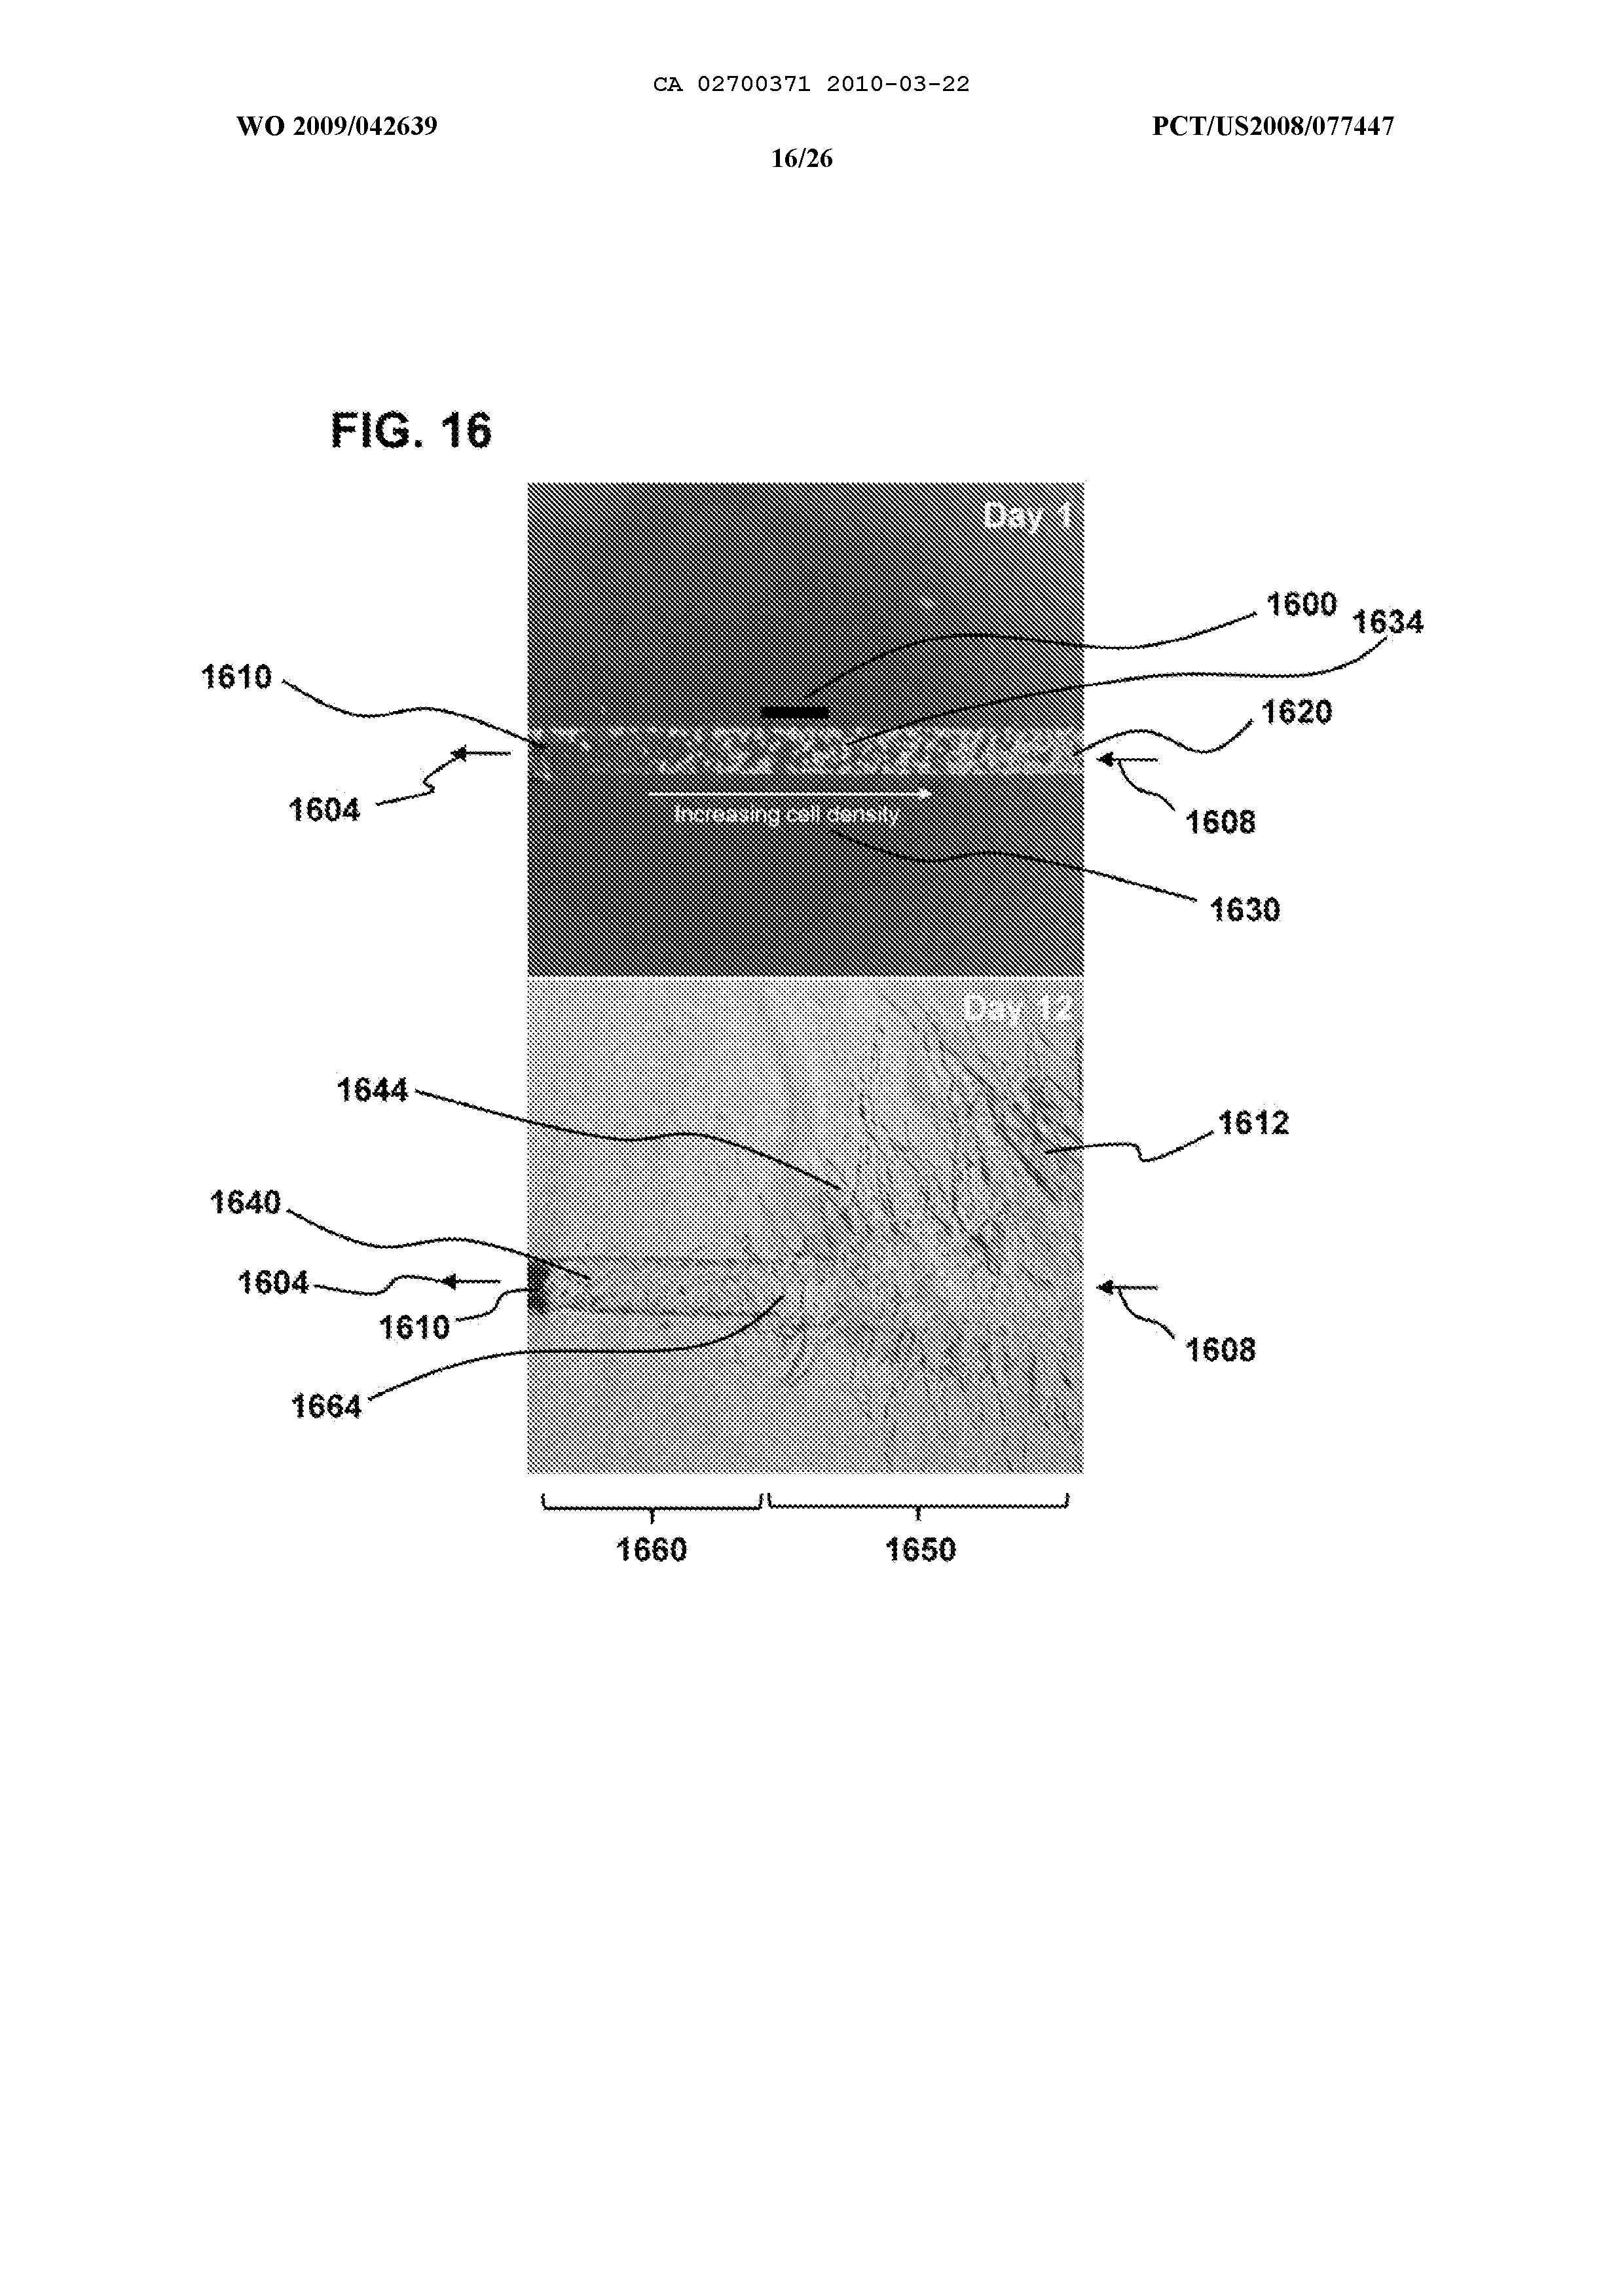 CA 02700371 2010-03-22
WO 2009/042639
PCT/US2008/077447
16/26
FIG. 16
Day 1
1600
1634
1610
1620
1604
1608
Increasing cell density
1630
Day 12
1644
1612
1640
1604
1610
1608
1664
1660
1650